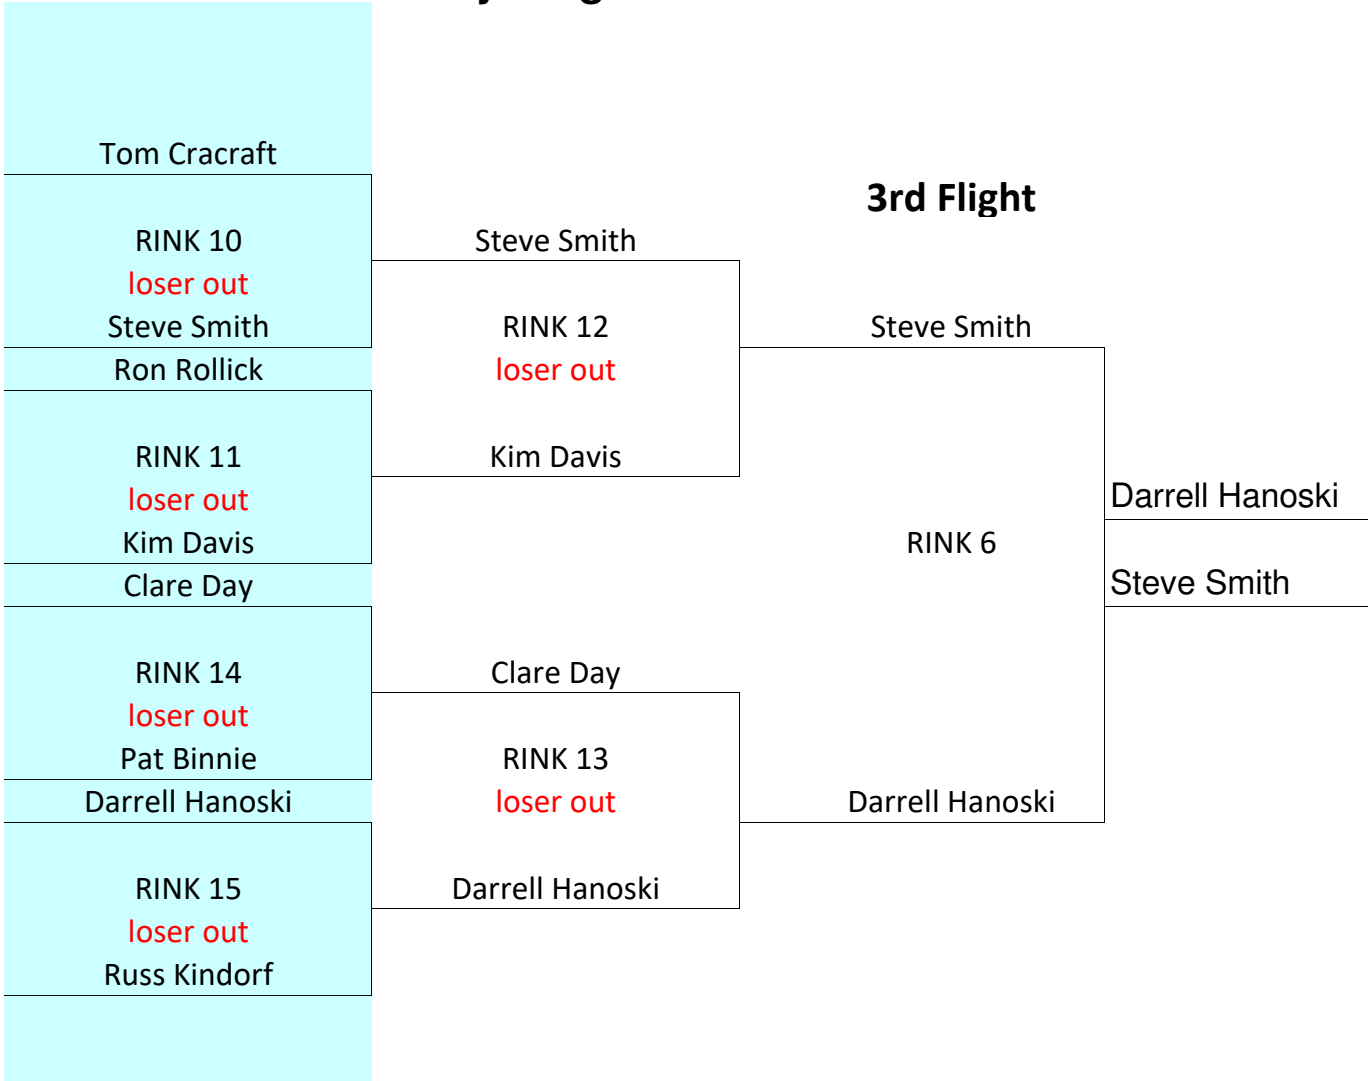 Tom Cracraft
3rd Flight
RINK 10
Steve Smith
loser out
Steve Smith
RINK 12
Steve Smith
Ron Rollick
loser out
RINK 11
Kim Davis
loser out
Darrell Hanoski
Kim Davis
RINK 6
Clare Day
Steve Smith
RINK 14
Clare Day
loser out
Pat Binnie
RINK 13
Darrell Hanoski
loser out
Darrell Hanoski
RINK 15
Darrell Hanoski
loser out
Russ Kindorf